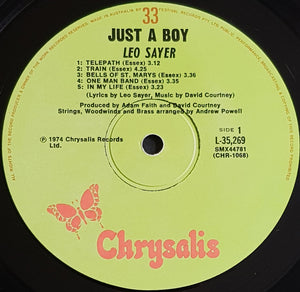 33
JUST A BOY
LEO SAYER
1: TELEPATH (Essex) 3.12
2: TRAIN (Essex) 4.25
3: BELLS OF ST. MARYS (Essex) 3.36
4: ONE MAN BAND (Essex) 3.35
5: IN MY LIFE (Essex) 3.23
(Lyrics by Leo Sayer, Music by David Courtney)
Produced by Adam Faith and David Courtney
Strings, Woodwinds and Brass arranged by Andrew Powell
℗ 1974 Chrysalis Records
Ltd.
SIDE 1
L-35,269
SMX44781
(CHR-1068)
Chrysalis